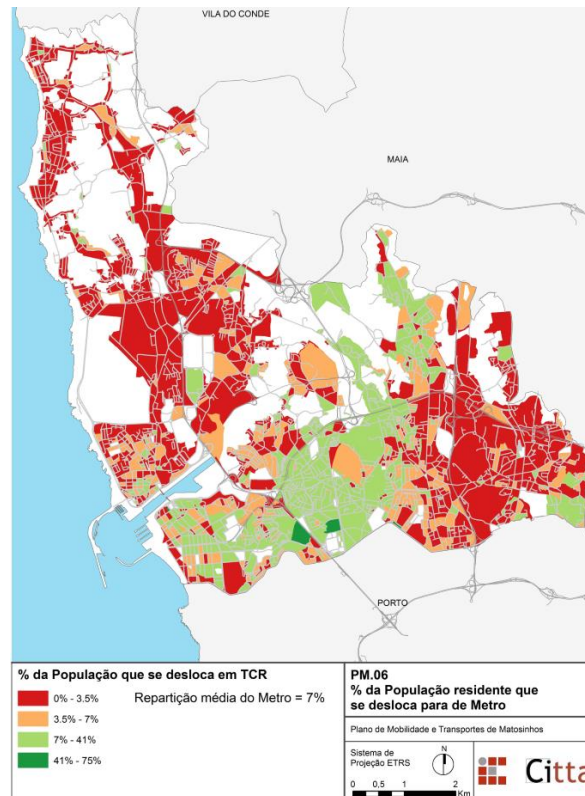 VILA DO CONDE
MAIA
PORTO
% da População que se desloca em TCR
0% - 3.5%
Repartição média do Metro = 7%
3.5% - 7%
7% - 41%
41% - 75%
PM.06
% da População residente que
se desloca para de Metro
Plano de Mobilidade e Transportes de Matosinhos
Sistema de
Projeção ETRS
N
0 0,5 1 2
Km
Citta